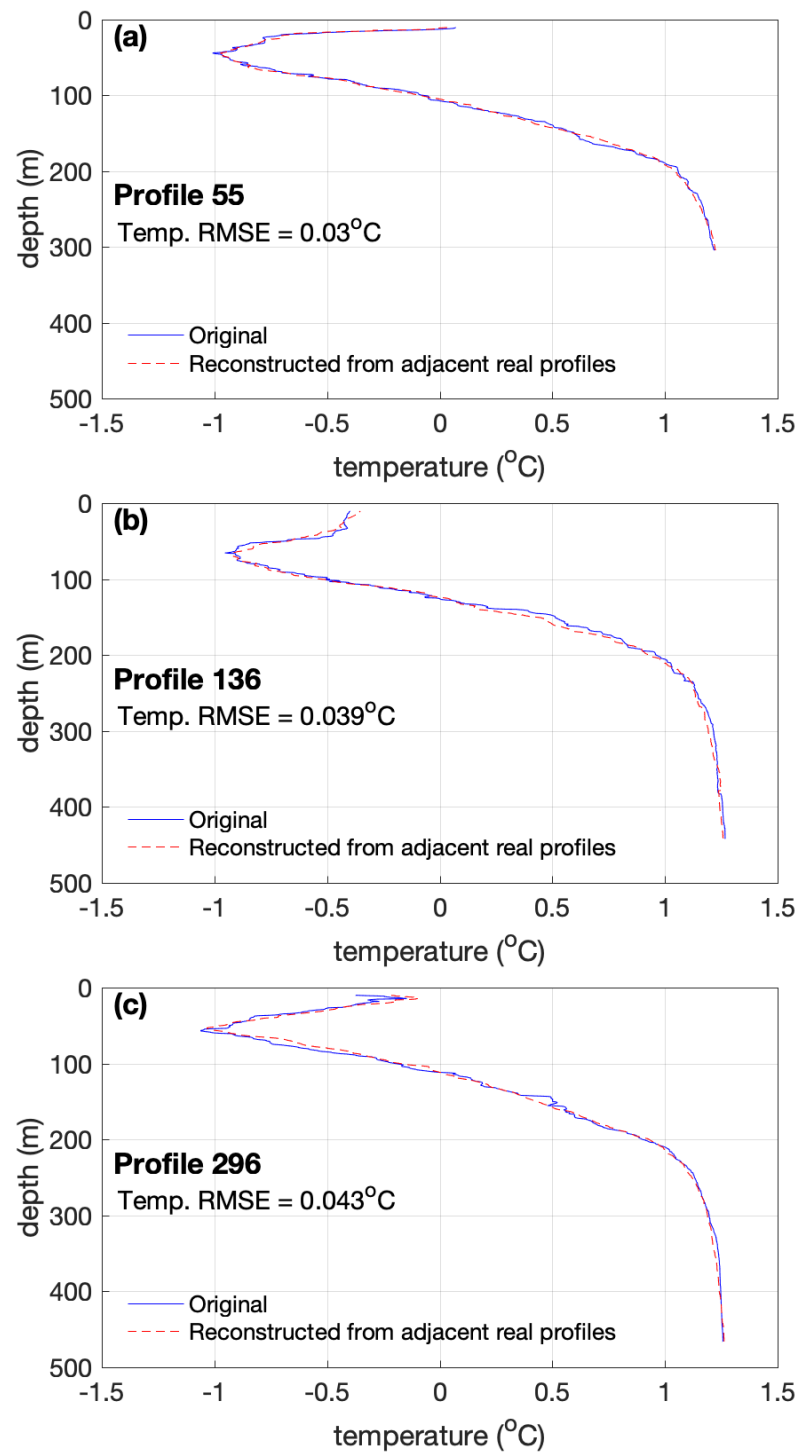 (a)
0
100
200
300
400
500
depth (m)
Profile 55
Temp. RMSE = 0.03°C
Original
Reconstructed from adjacent real profiles
-1.5 -1 -0.5 0 0.5 1 1.5
temperature (°C)
(b)
0
100
200
300
400
500
depth (m)
Profile 136
Temp. RMSE = 0.039°C
Original
Reconstructed from adjacent real profiles
-1.5 -1 -0.5 0 0.5 1 1.5
temperature (°C)
(c)
0
100
200
300
400
500
depth (m)
Profile 296
Temp. RMSE = 0.043°C
Original
Reconstructed from adjacent real profiles
-1.5 -1 -0.5 0 0.5 1 1.5
temperature (°C)